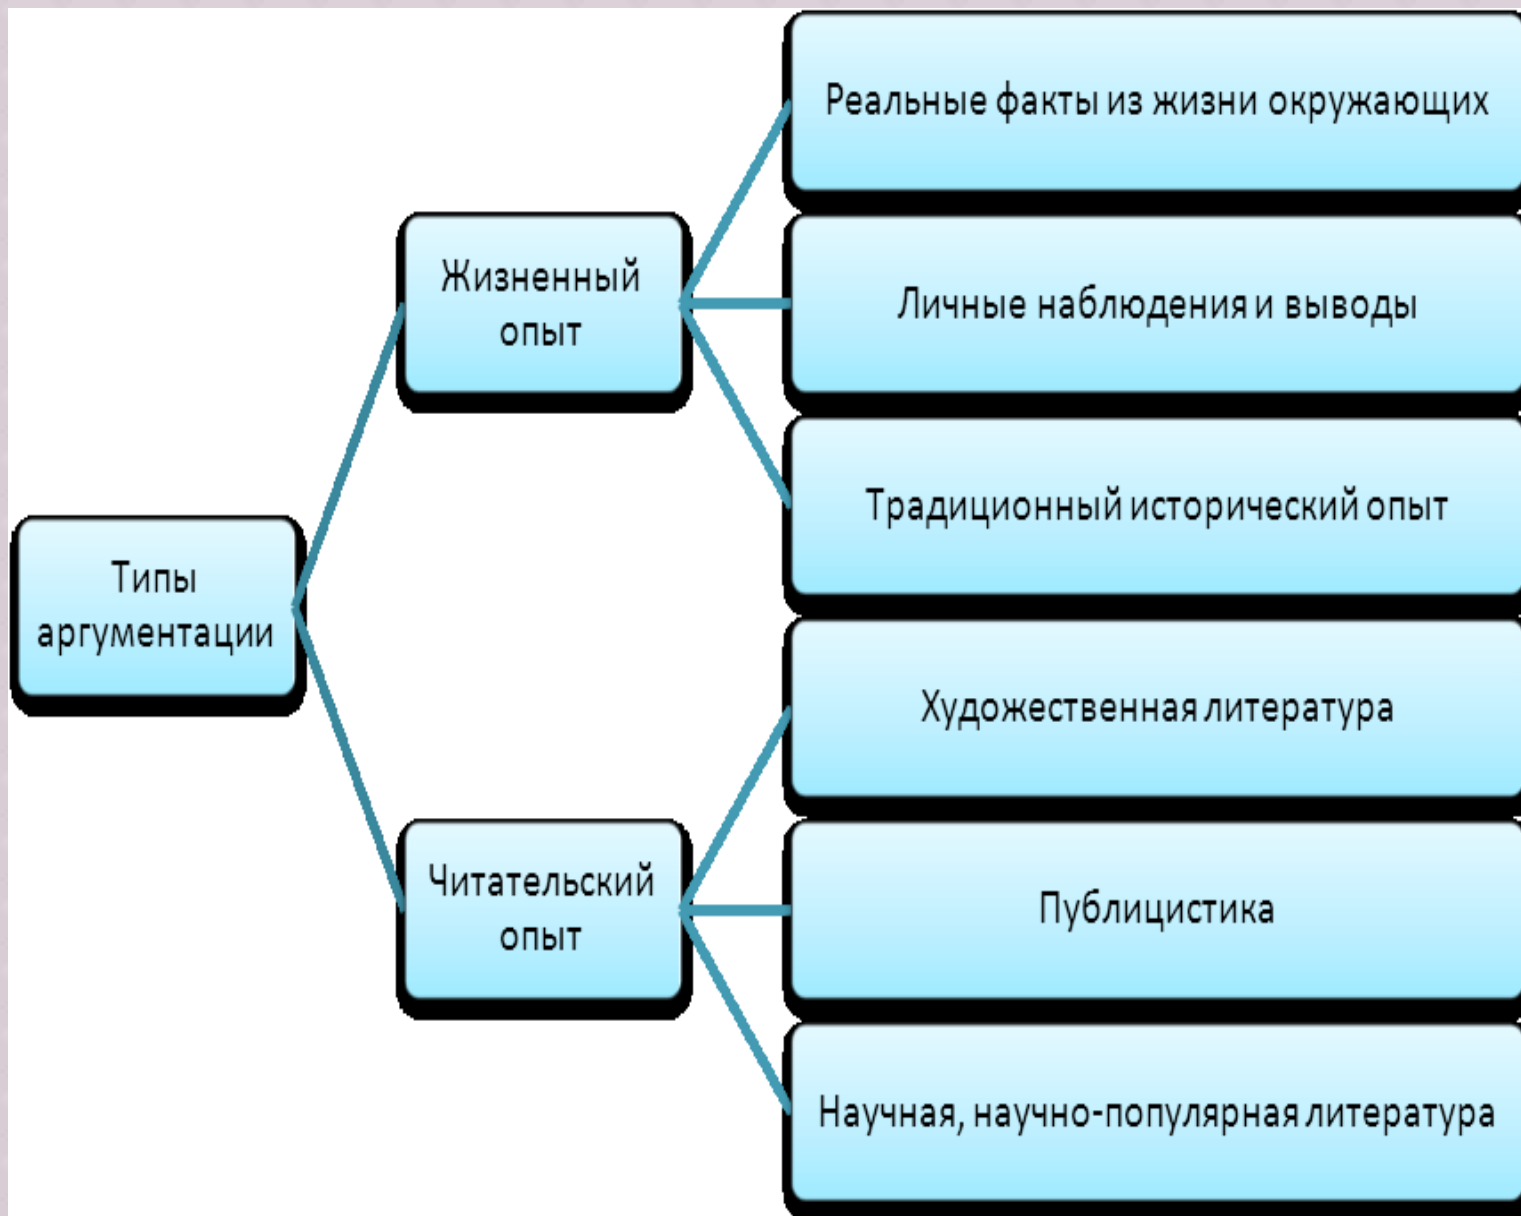 Реальные факты из жизни окружающих
Жизненный
опыт
Личные наблюдения и выводы
Традиционный исторический опыт
Типы
аргументации
Художественная литература
Читательский
опыт
Публицистика
Научная, научно-популярная литература